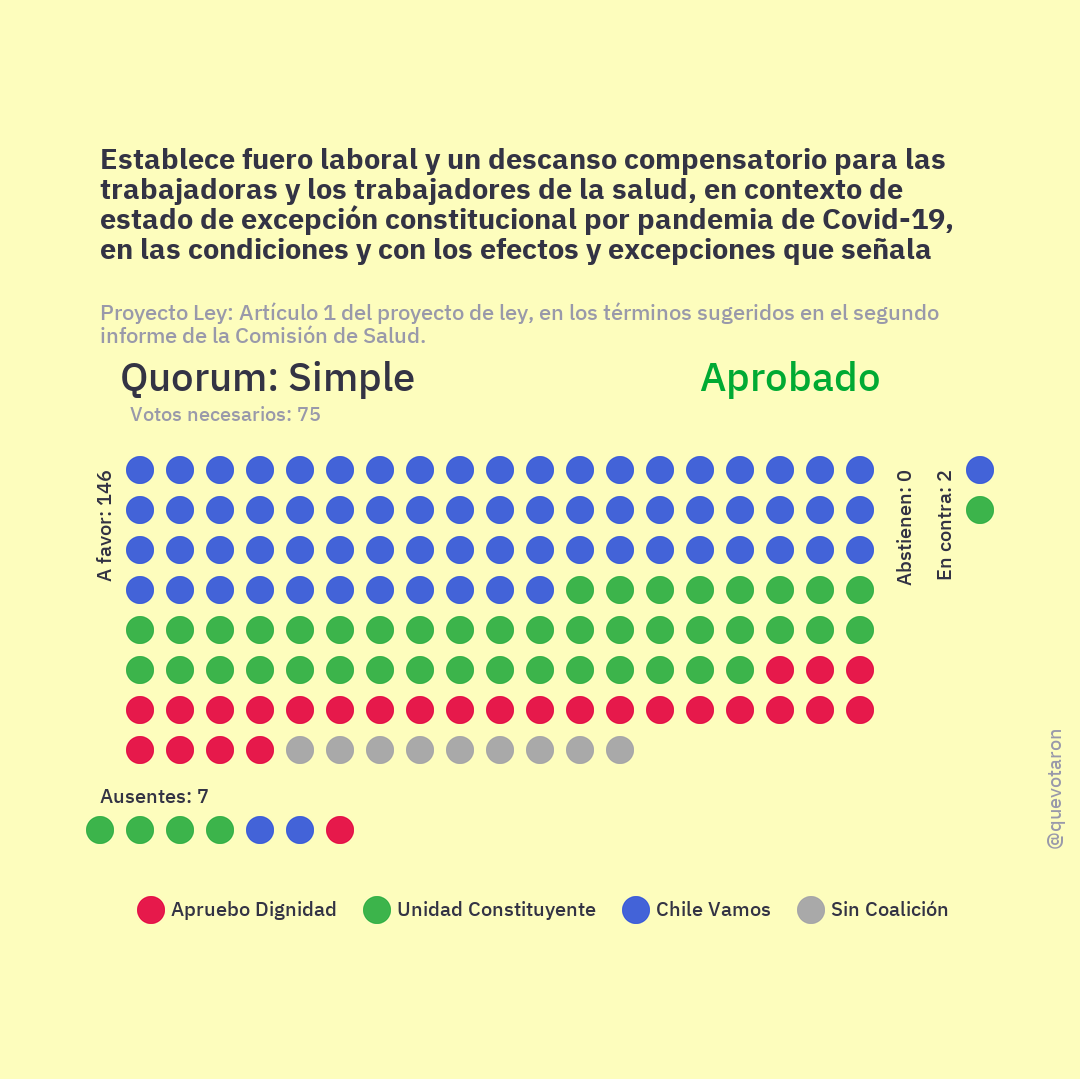 Establece fuero laboral y un descanso compensatorio para las
trabajadoras y los trabajadores de la salud, en contexto de
estado de excepción constitucional por pandemia de Covid-19,
en las condiciones y con los efectos y excepciones que señala
Proyecto Ley: Artículo 1 del proyecto de ley, en los términos sugeridos en el segundo
informe de la Comisión de Salud.
Quorum: Simple
Aprobado
Votos necesarios: 75
A favor: 146
Abstienen: 0
En contra: 2
Ausentes: 7
@quevotaron
Apruebo Dignidad
Unidad Constituyente
Chile Vamos
Sin Coalición